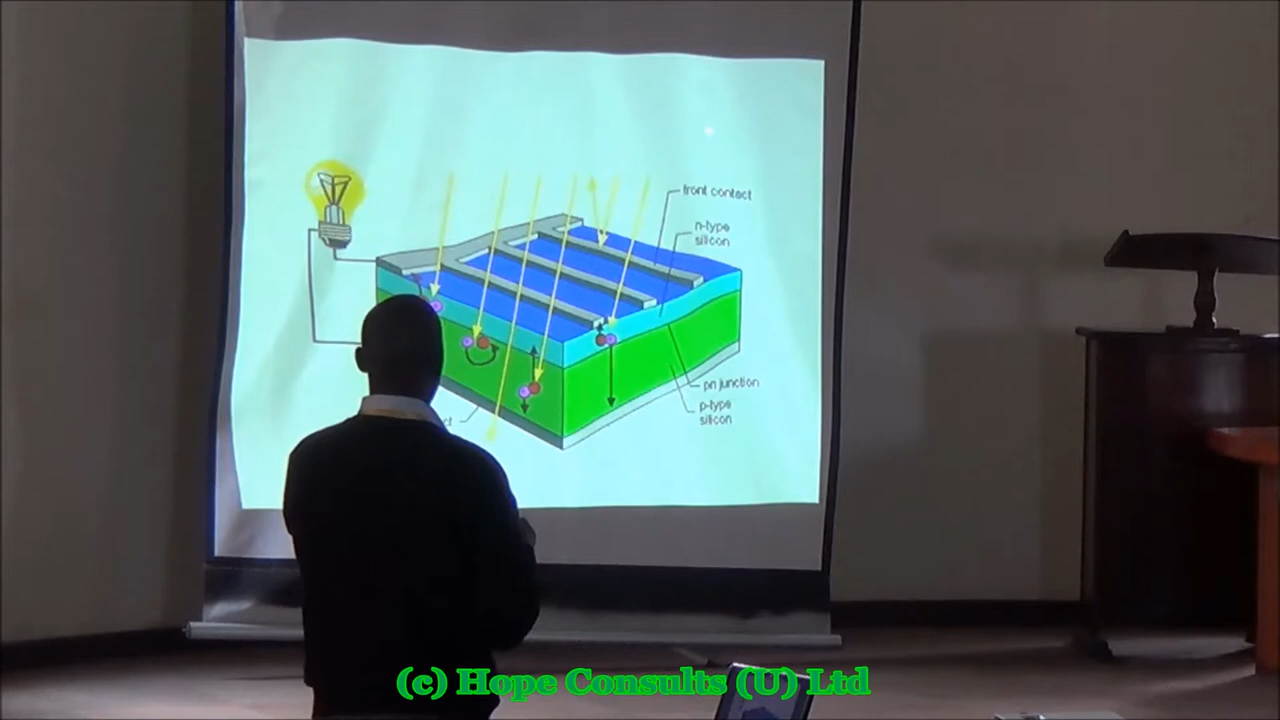 front contact
n-type
silicon
pn junction
p-type
silicon
(c) Hope Consults (U) Ltd